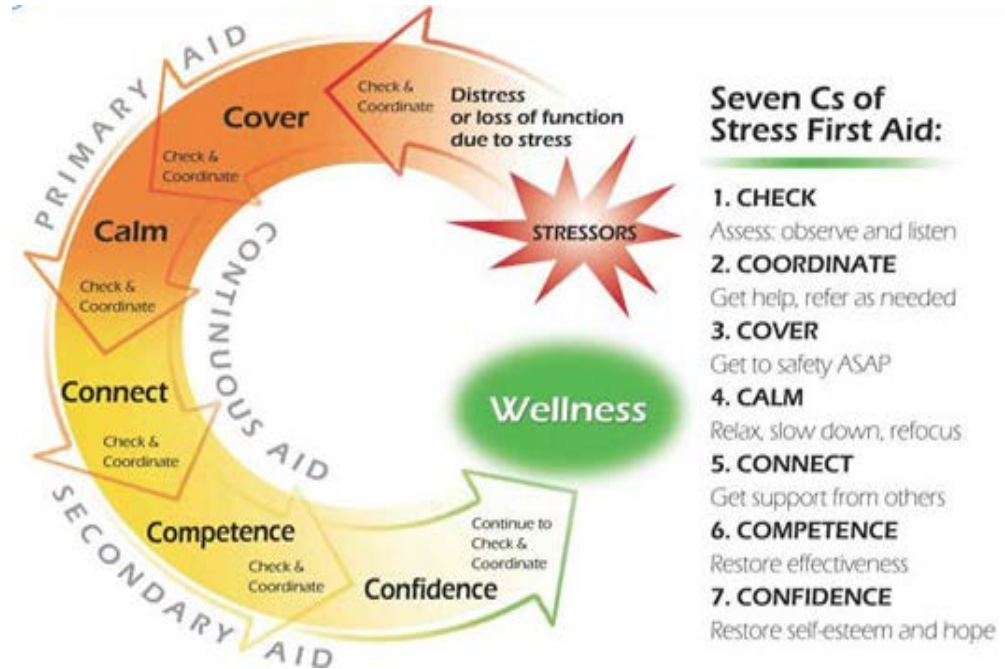 PRIMARY AID
CONTINUOUS AID
SECONDARY AID
STRESSORS
Distress
or loss of function
due to stress
Check &
Coordinate
Cover
Check &
Coordinate
Calm
Check &
Coordinate
Connect
Check &
Coordinate
Competence
Check &
Coordinate
Confidence
Continue to
Check &
Coordinate
Wellness
Seven Cs of
Stress First Aid:
1. CHECK
Assess: observe and listen
2. COORDINATE
Get help, refer as needed
3. COVER
Get to safety ASAP
4. CALM
Relax, slow down, refocus
5. CONNECT
Get support from others
6. COMPETENCE
Restore effectiveness
7. CONFIDENCE
Restore self-esteem and hope